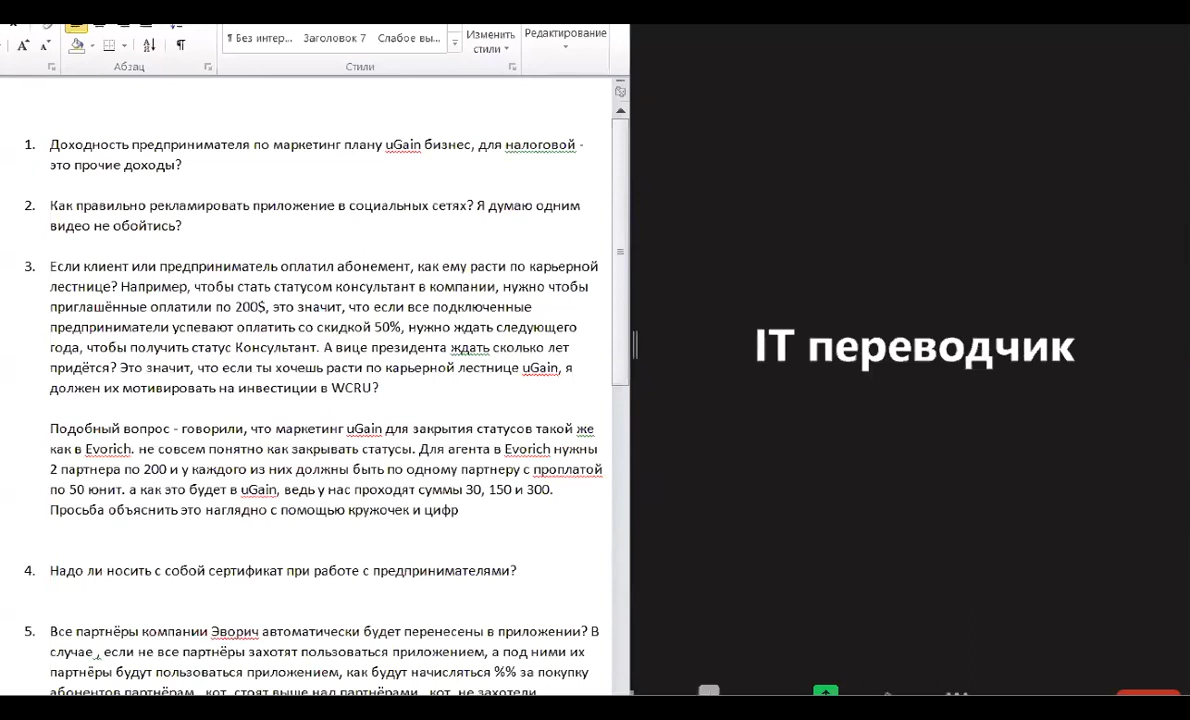 Изменить
стили
Редактирование
¶ Без интер...
Заголовок 7
Слабое вы...
Абзац
Стили
1. Доходность предпринимателя по маркетинг плану uGain бизнес, для налоговой -
это прочие доходы?
2. Как правильно рекламировать приложение в социальных сетях? Я думаю одним
видео не обойтись?
3. Если клиент или предприниматель оплатил абонемент, как ему расти по карьерной
лестнице? Например, чтобы стать статусом консультант в компании, нужно чтобы
приглашённые оплатили по 200$, это значит, что если все подключенные
предприниматели успевают оплатить со скидкой 50%, нужно ждать следующего
года, чтобы получить статус Консультант. А вице президента ждать сколько лет
придётся? Это значит, что если ты хочешь расти по карьерной лестнице uGain, я
должен их мотивировать на инвестиции в WCRU?
Подобный вопрос - говорили, что маркетинг uGain для закрытия статусов такой же
как в Evorich. не совсем понятно как закрывать статусы. Для агента в Evorich нужны
2 партнера по 200 и у каждого из них должны быть по одному партнеру с проплатой
по 50 юнит. а как это будет в uGain, ведь у нас проходят суммы 30, 150 и 300.
Просьба объяснить это наглядно с помощью кружочек и цифр
4. Надо ли носить с собой сертификат при работе с предпринимателями?
5. Все партнёры компании Эворич автоматически будет перенесены в приложении? В
случае , если не все партнёры захотят пользоваться приложением, а под ними их
партнёры будут пользоваться приложением, как будут начисляться %% за покупку
абонентов партнёрам , кот. стоят выше над партнёрами , кот. не захотели
IT переводчик